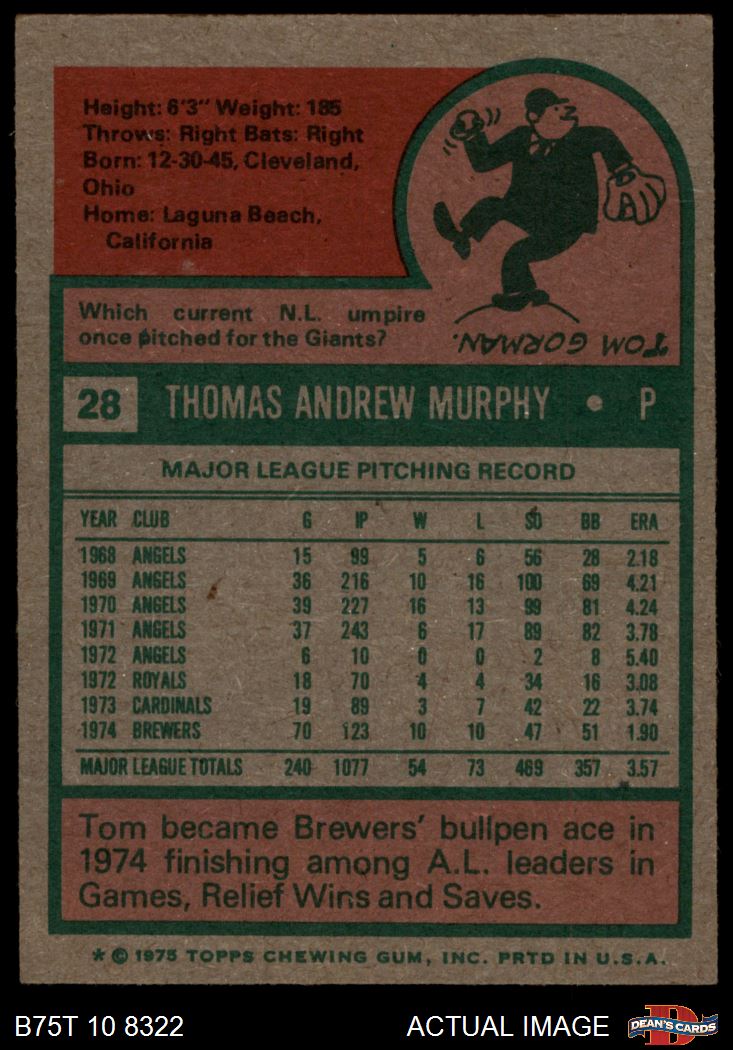 Height: 6'3" Weight: 185
Throws: Right Bats: Right
Born: 12-30-45, Cleveland,
Ohio
Home: Laguna Beach,
California
Which current N.L. umpire
once pitched for the Giants?
TOM GORMAN.
28 THOMAS ANDREW MURPHY • P
MAJOR LEAGUE PITCHING RECORD
YEAR CLUB G IP W L SO BB ERA
1968 ANGELS 15 99 5 6 56 28 2.18
1969 ANGELS 36 216 10 16 100 69 4.21
1970 ANGELS 39 227 16 13 99 81 4.24
1971 ANGELS 37 243 6 17 89 82 3.78
1972 ANGELS 6 10 0 0 2 8 5.40
1972 ROYALS 18 70 4 4 34 16 3.08
1973 CARDINALS 19 89 3 7 42 22 3.74
1974 BREWERS 70 123 10 10 47 51 1.90
MAJOR LEAGUE TOTALS 240 1077 54 73 469 357 3.57
Tom became Brewers' bullpen ace in
1974 finishing among A.L. leaders in
Games, Relief Wins and Saves.
* © 1975 TOPPS CHEWING GUM, INC. PRTD IN U.S.A.
B75T 10 8322 ACTUAL IMAGE D DEAN'S CARDS